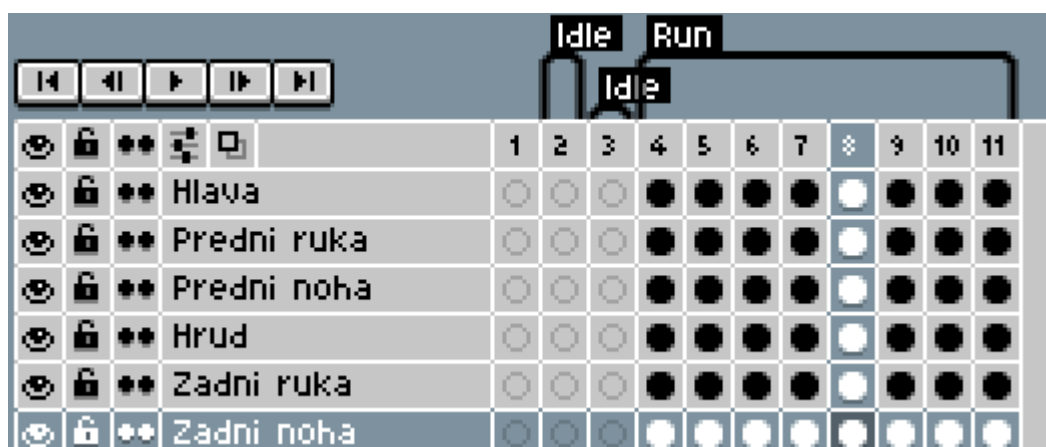 Idle Run
Idle
1 2 3 4 5 6 7 8 9 10 11
Hlava
Predni ruka
Predni noha
Hrud
Zadni ruka
Zadni noha